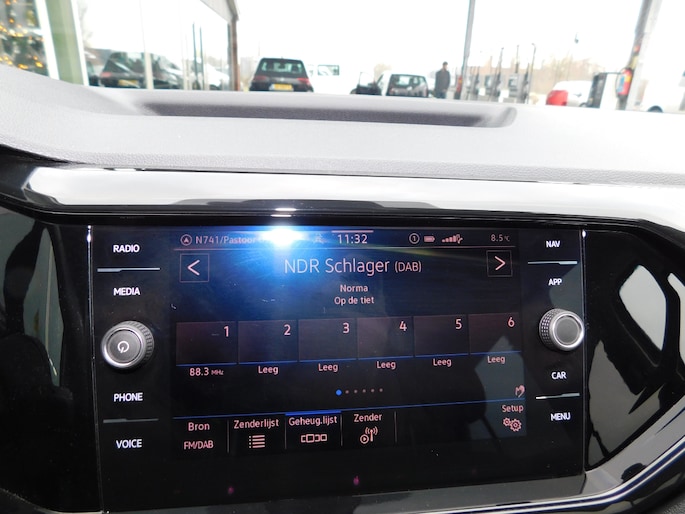 N741/Pastoor
11:32
1
8.5°C
RADIO
MEDIA
PHONE
VOICE
NAV
APP
CAR
MENU
<
NDR Schlager (DAB)
>
Norma
Op de tiet
1 2 3 4 5 6
88.3 MHz Leeg Leeg Leeg Leeg Leeg
Bron
FM/DAB
Zenderlijst
Geheug.lijst
Zender
Setup